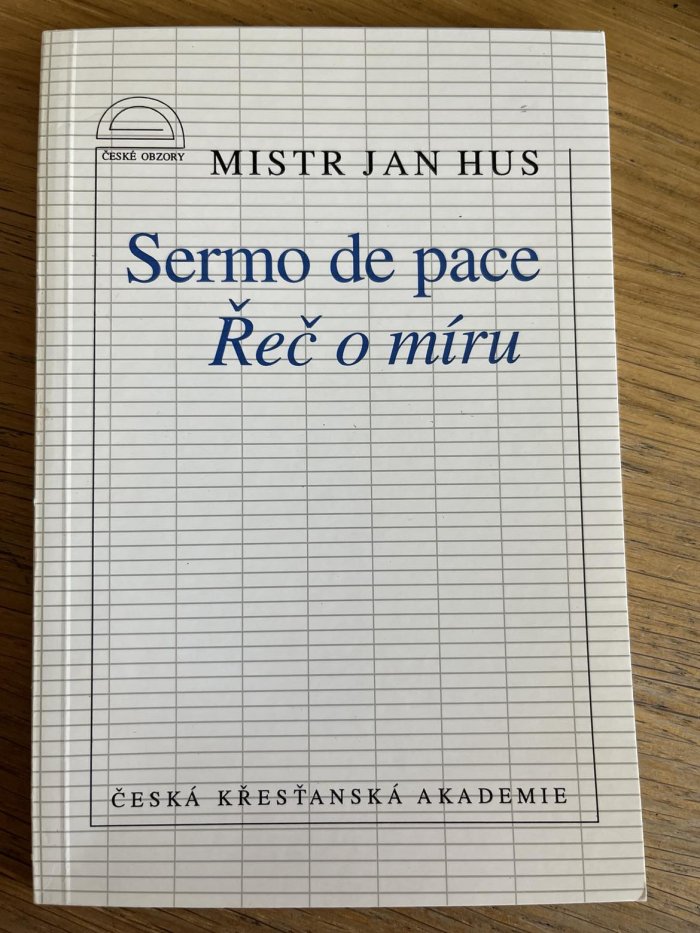 ČESKÉ OBZORY
MISTR JAN HUS
Sermo de pace
Řeč o míru
ČESKÁ KŘESŤANSKÁ AKADEMIE